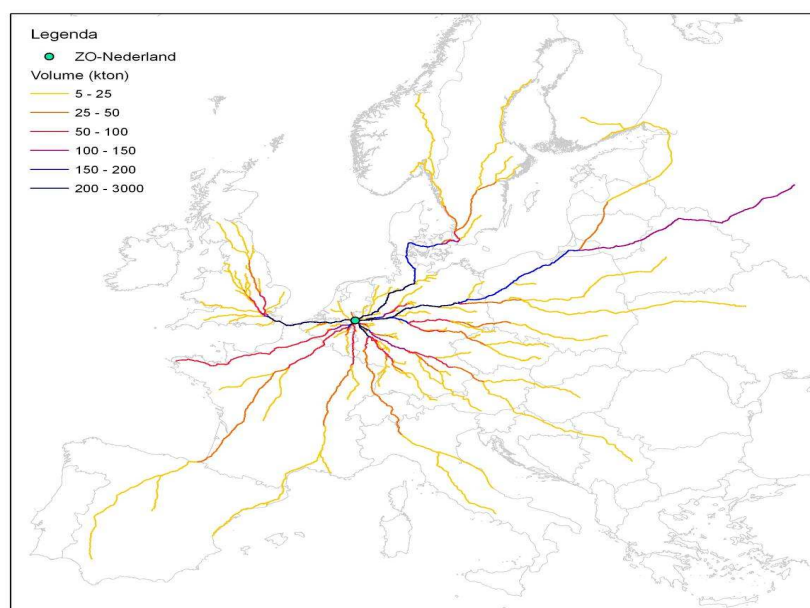 Legenda
ZO-Nederland
Volume (kton)
5 - 25
25 - 50
50 - 100
100 - 150
150 - 200
200 - 3000